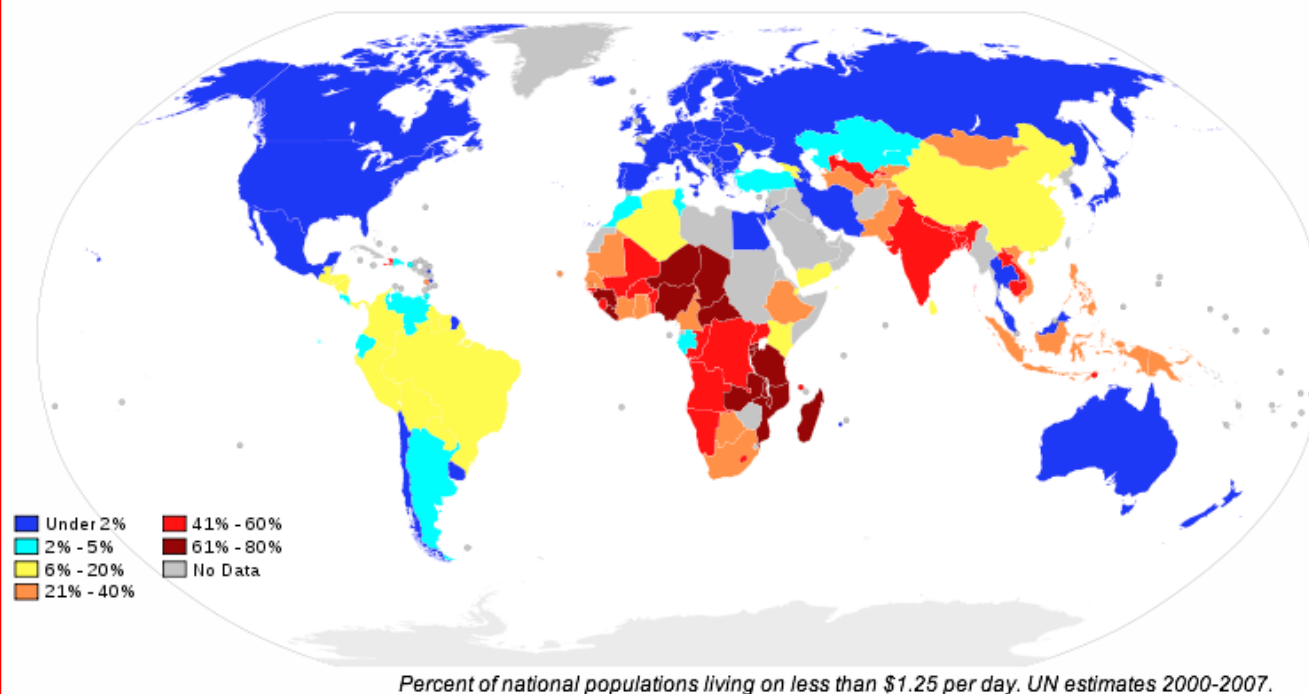 Under 2%
2% - 5%
6% - 20%
21% - 40%
41% - 60%
61% - 80%
No Data
Percent of national populations living on less than $1.25 per day. UN estimates 2000-2007.